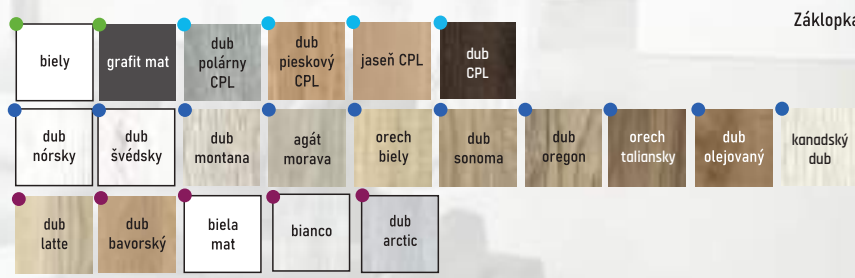 Záklopka
biely
grafit mat
dub
polárny
CPL
dub
pieskový
CPL
jaseň CPL
dub
CPL
dub
nórsky
dub
švédsky
dub
montana
agát
morava
orech
biely
dub
sonoma
dub
oregon
orech
taliansky
dub
olejovaný
kanadský
dub
dub
latte
dub
bavorský
biela
mat
bianco
dub
arctic